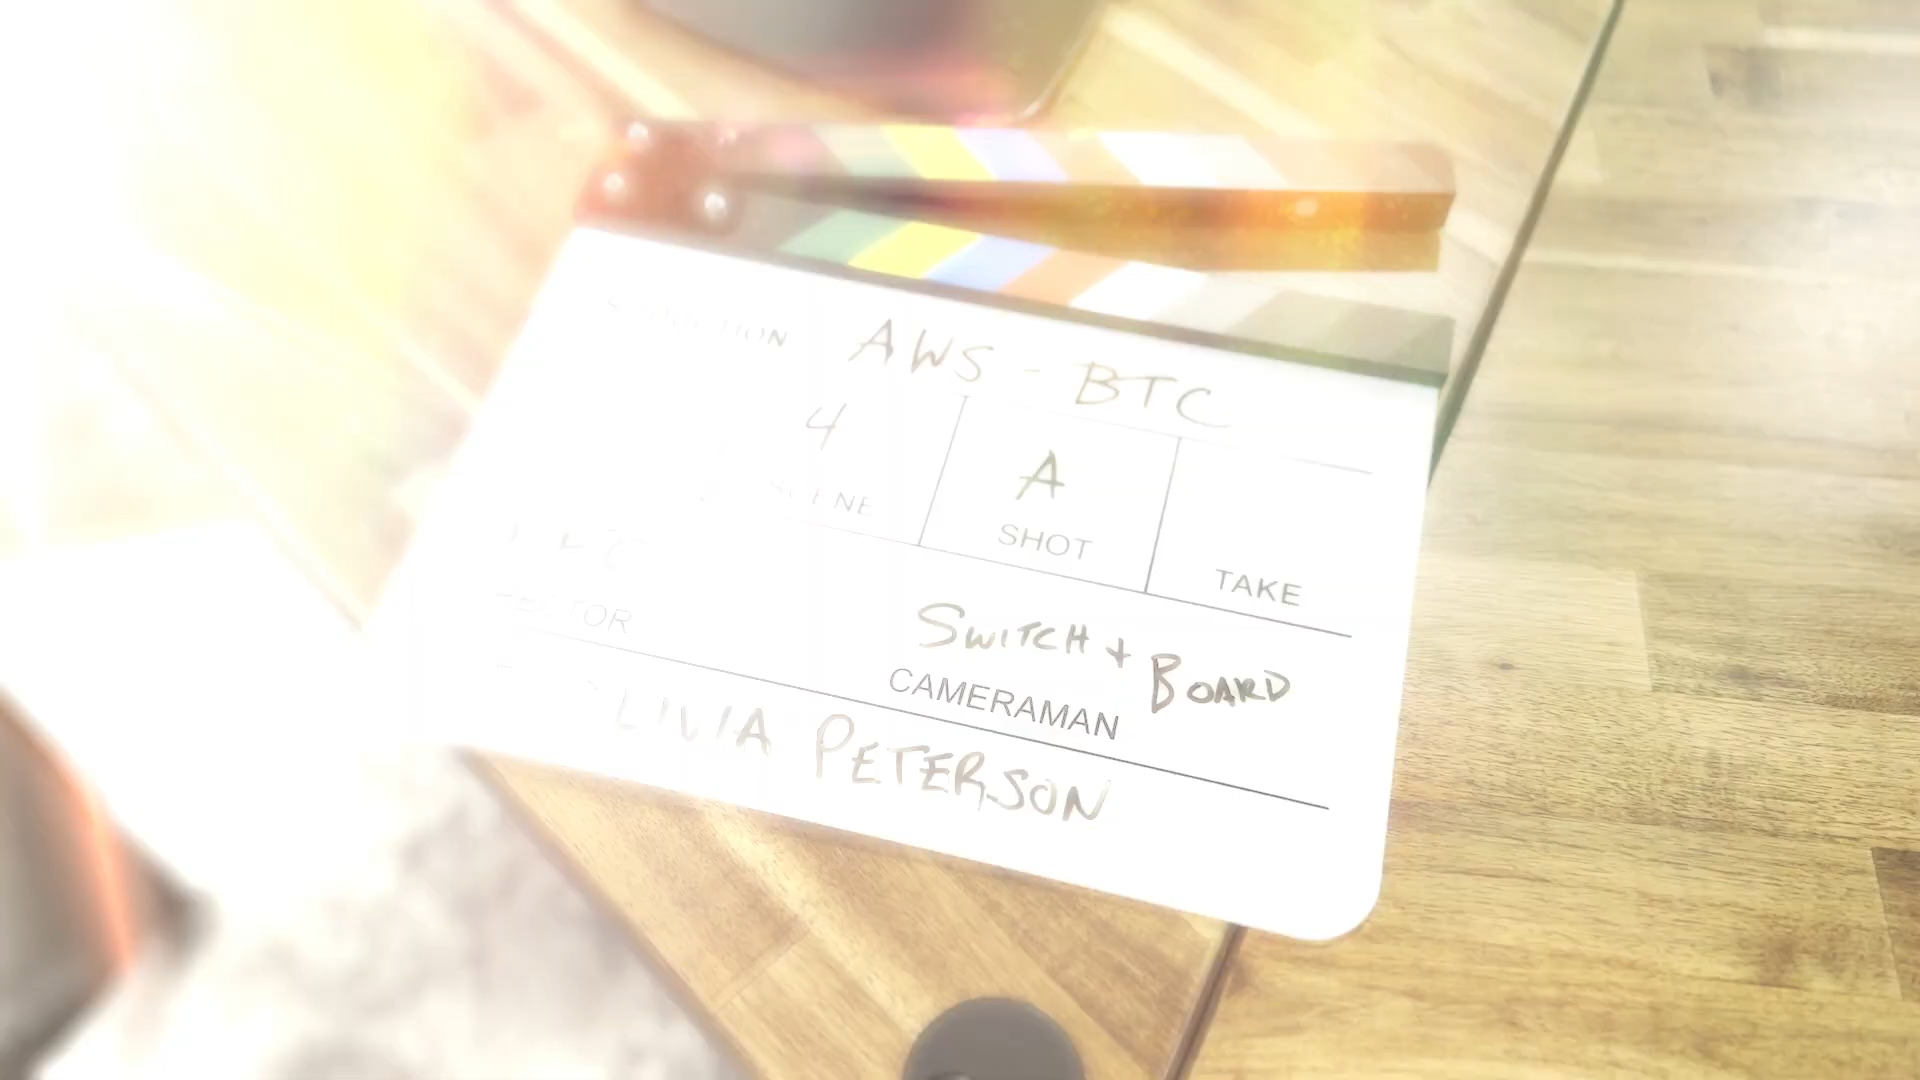 AWS - BTC
4 A
SCENE SHOT TAKE
SWITCH + BOARD
CAMERAMAN
PETERSON